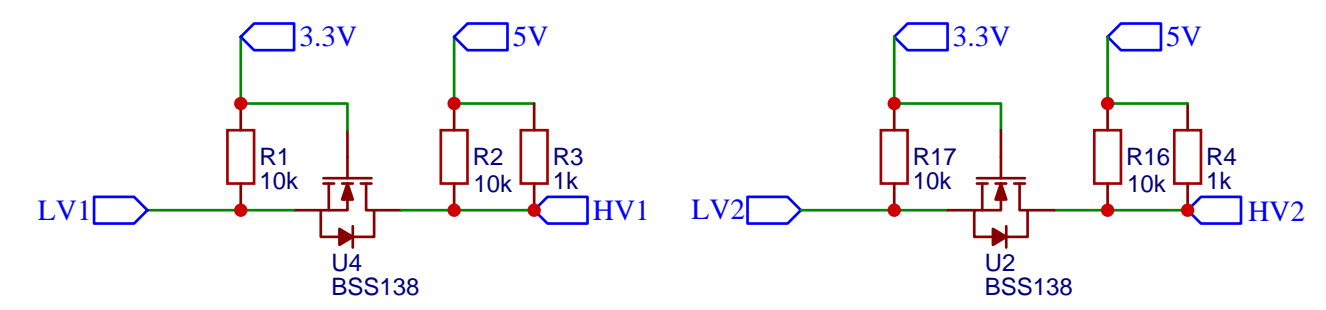 3.3V
5V
R1
10k
R2
10k
R3
1k
LV1
HV1
U4
BSS138
3.3V
5V
R17
10k
R16
10k
R4
1k
LV2
HV2
U2
BSS138